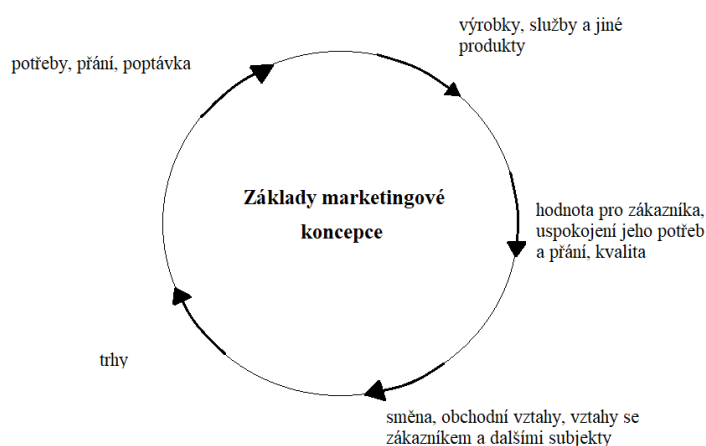 výrobky, služby a jiné
produkty
potřeby, přání, poptávka
Základy marketingové
koncepce
hodnota pro zákazníka,
uspokojení jeho potřeb
a přání, kvalita
trhy
směna, obchodní vztahy, vztahy se
zákazníkem a dalšími subjekty